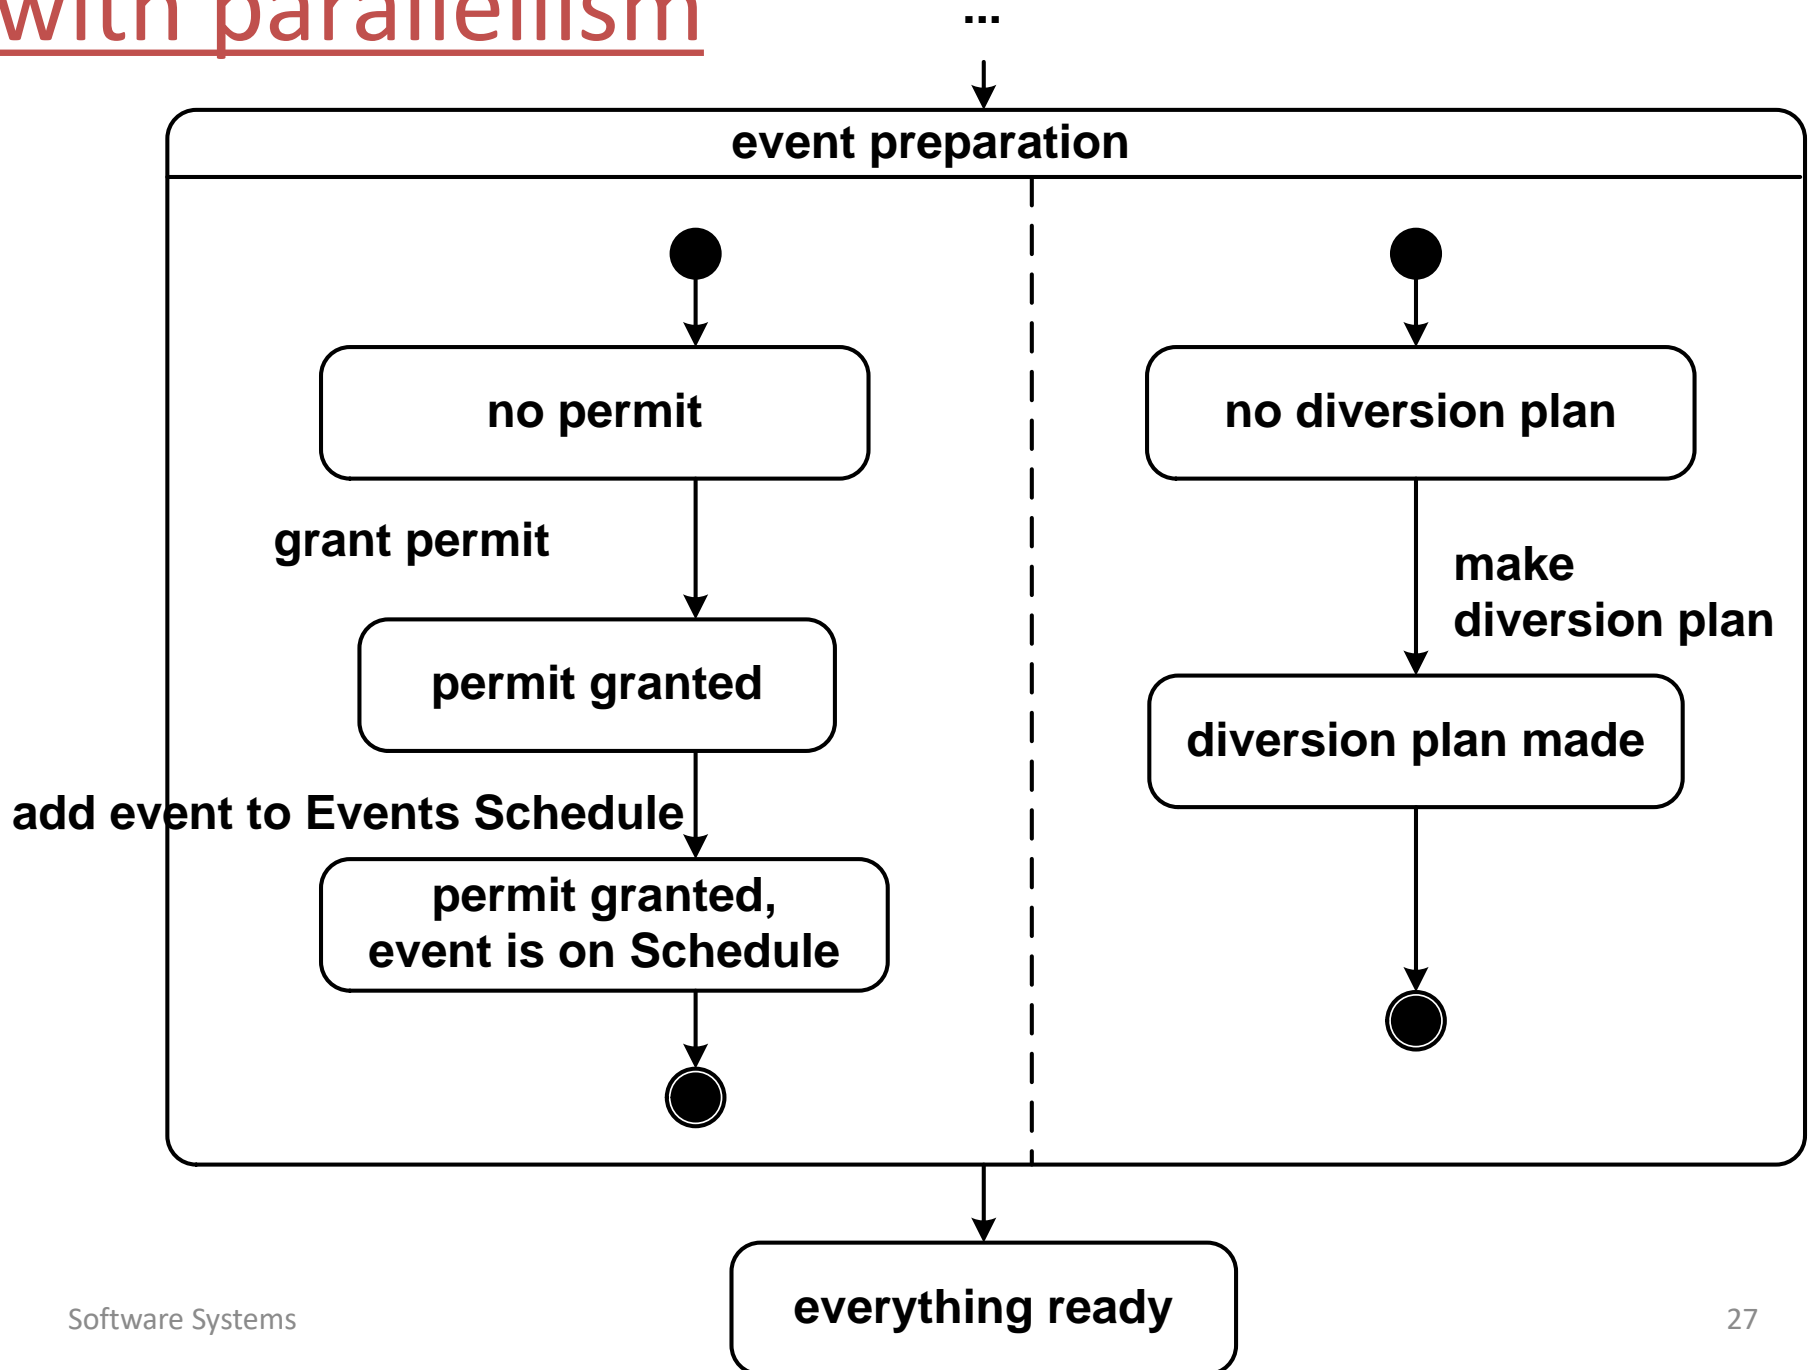 with parallellism
...
event preparation
no permit
no diversion plan
grant permit
make
diversion plan
permit granted
diversion plan made
add event to Events Schedule
permit granted,
event is on Schedule
everything ready
Software Systems
27